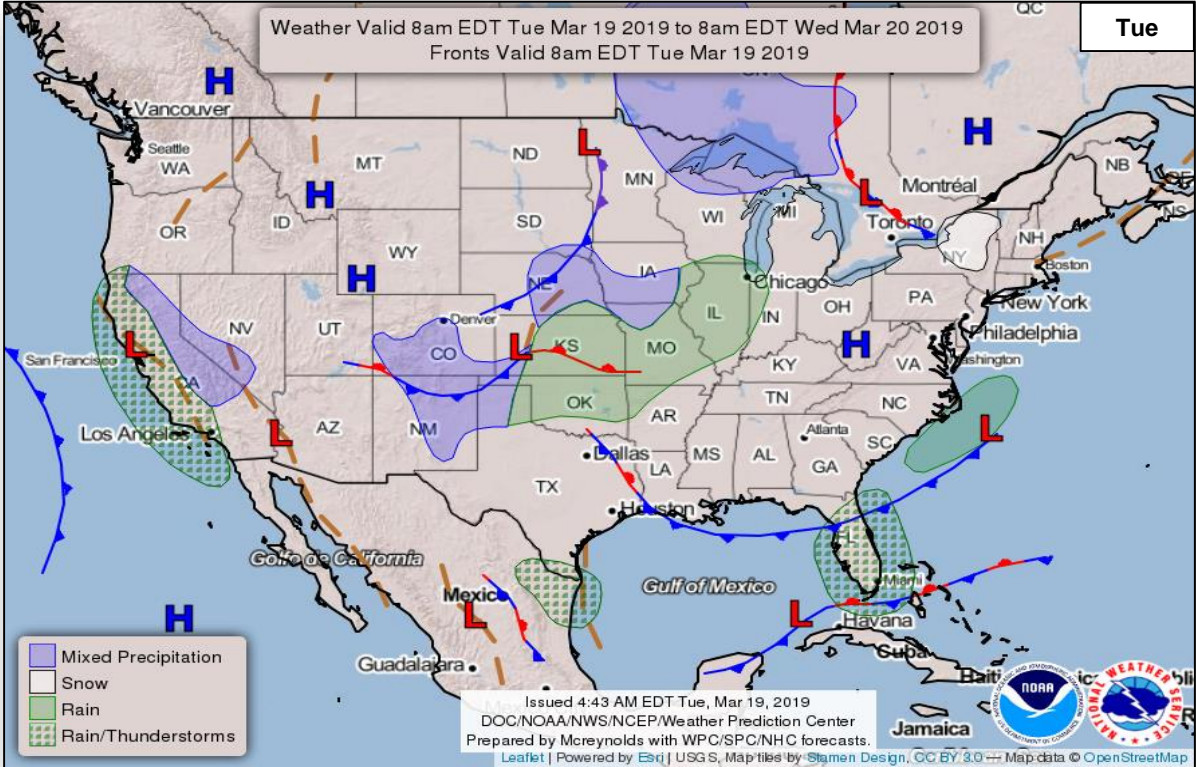 Weather Valid 8am EDT Tue Mar 19 2019 to 8am EDT Wed Mar 20 2019
Fronts Valid 8am EDT Tue Mar 19 2019
Tue
QC
H
Vancouver
Seattle
WA
MT
ND
L
MN
H
NB
Montréal
NS
OR
ID
H
SD
WI
MI
L
Toronto
NH
NY
Boston
WY
H
NE
IA
Chicago
New York
PA
OH
IN
IL
Philadelphia
NV
UT
Denver
CO
L
KS
MO
KY
H
VA
San Francisco
L
CA
Los Angeles
L
AZ
NM
OK
AR
TN
NC
L
Atlanta
SC
Dallas
LA
MS
AL
GA
TX
Houston
FL
Golfo de California
Mexico
L
Gulf of Mexico
Miami
L
Havana
Cuba
H
Guadalajara
Haiti
Jamaica
Mixed Precipitation
Snow
Rain
Rain/Thunderstorms
NOAA
NATIONAL WEATHER SERVICE
Issued 4:43 AM EDT Tue, Mar 19, 2019
DOC/NOAA/NWS/NCEP/Weather Prediction Center
Prepared by Mcreynolds with WPC/SPC/NHC forecasts.
Leaflet | Powered by Esri | USGS, Map tiles by Stamen Design, CC BY 3.0 — Map data © OpenStreetMap